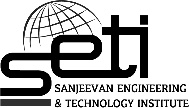 seti
SANJEEVAN ENGINEERING
& TECHNOLOGY INSTITUTE